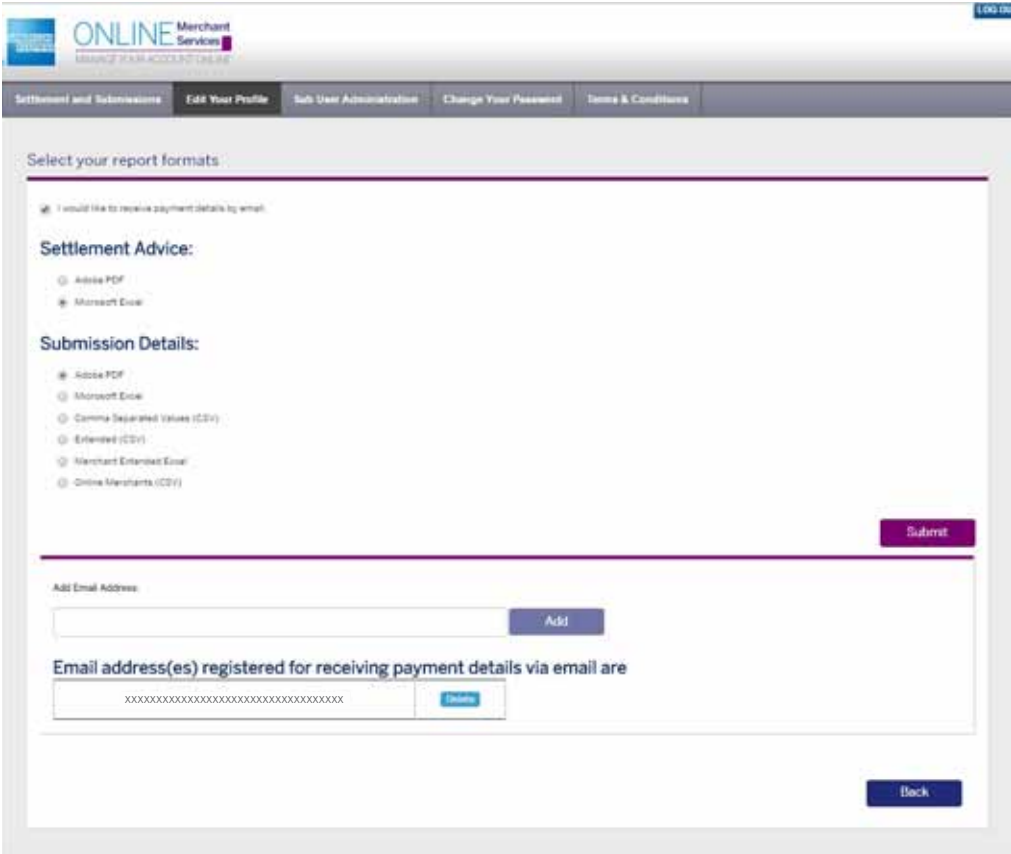 LOG OU
ONLINE Merchant Services
MANAGE YOUR ACCOUNT ONLINE
Settlement and Submissions Edit Your Profile Sub User Administration Change Your Password Terms & Conditions
Select your report formats
I would like to receive payment details by email.
Settlement Advice:
Adobe PDF
Microsoft Excel
Submission Details:
Adobe PDF
Microsoft Excel
Comma Separated Values (CSV)
Extended (CSV)
Merchant Extended Excel
Online Merchants (CSV)
Submit
Add Email Address
Add
Email address(es) registered for receiving payment details via email are
xxxxxxxxxxxxxxxxxxxxxxxxxxxxxxxxxxx Delete
Back